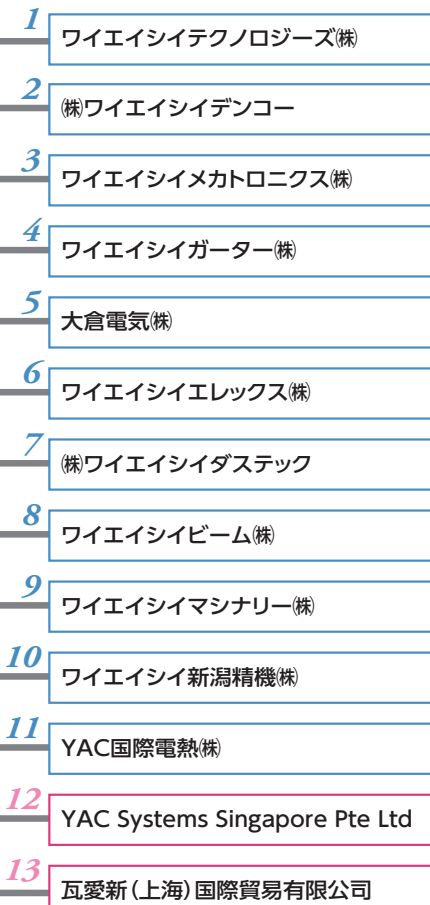 1
ワイエイシイテクノロジーズ㈱
2
㈱ワイエイシイデンコー
3
ワイエイシイメカトロニクス㈱
4
ワイエイシイガーター㈱
5
大倉電気㈱
6
ワイエイシイエレックス㈱
7
㈱ワイエイシイダステック
8
ワイエイシイビーム㈱
9
ワイエイシイマシナリー㈱
10
ワイエイシイ新潟精機㈱
11
YAC国際電熱㈱
12
YAC Systems Singapore Pte Ltd
13
瓦愛新（上海）国際貿易有限公司